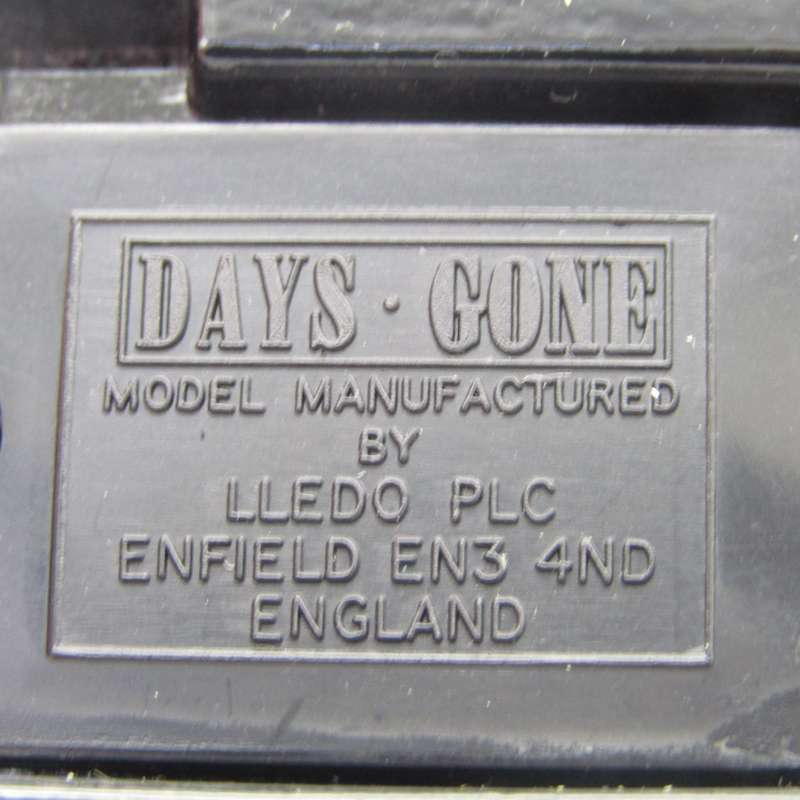 DAYS · GONE
MODEL MANUFACTURED
BY
LLEDO PLC
ENFIELD EN3 4ND
ENGLAND